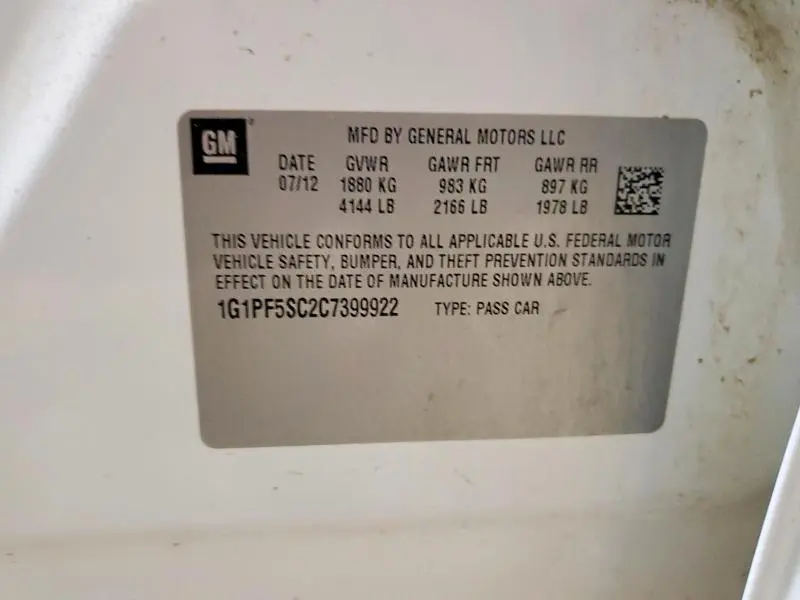 GM
MFD BY GENERAL MOTORS LLC
DATE GVWR GAWR FRT GAWR RR
07/12 1880 KG 983 KG 897 KG
4144 LB 2166 LB 1978 LB
THIS VEHICLE CONFORMS TO ALL APPLICABLE U.S. FEDERAL MOTOR
VEHICLE SAFETY, BUMPER, AND THEFT PREVENTION STANDARDS IN
EFFECT ON THE DATE OF MANUFACTURE SHOWN ABOVE.
1G1PF5SC2C7399922 TYPE: PASS CAR